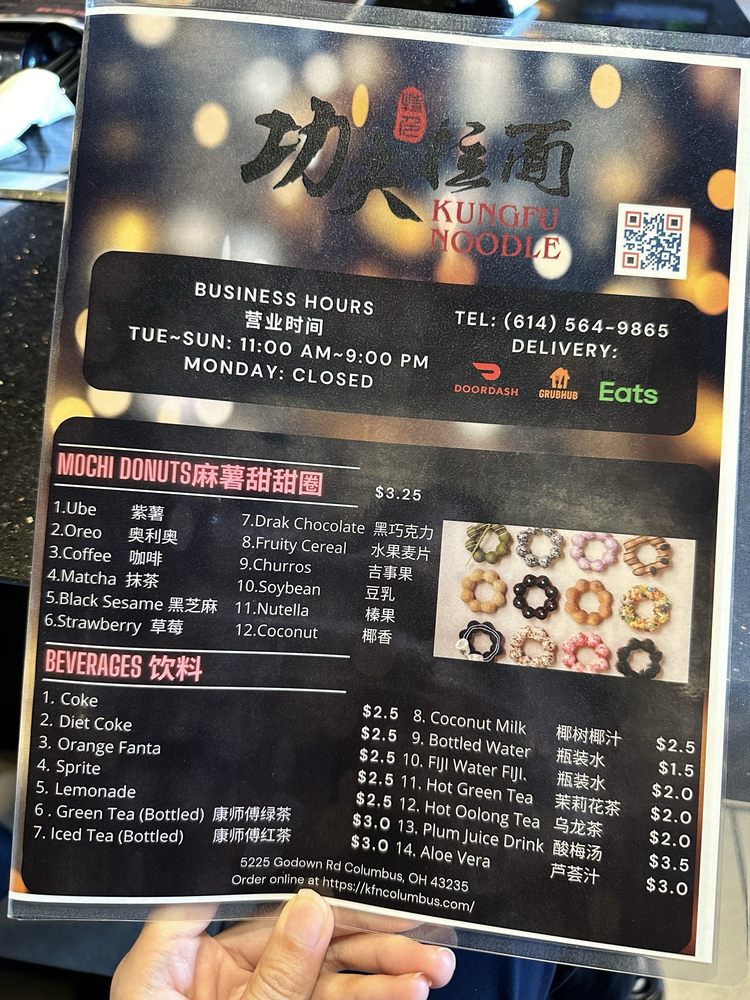 功夫拉面
特色
KUNGFU
NOODLE
BUSINESS HOURS
营业时间
TUE~SUN: 11:00 AM~9:00 PM
MONDAY: CLOSED
TEL: (614) 564-9865
DELIVERY:
DOORDASH
GRUBHUB
Uber
Eats
MOCHI DONUTS麻薯甜甜圈 $3.25
1.Ube 紫薯
2.Oreo 奥利奥
3.Coffee 咖啡
4.Matcha 抹茶
5.Black Sesame 黑芝麻
6.Strawberry 草莓
7.Drak Chocolate 黑巧克力
8.Fruity Cereal 水果麦片
9.Churros 吉事果
10.Soybean 豆乳
11.Nutella 榛果
12.Coconut 椰香
BEVERAGES 饮料
1. Coke $2.5
2. Diet Coke $2.5
3. Orange Fanta $2.5
4. Sprite $2.5
5. Lemonade $2.5
6 . Green Tea (Bottled) 康师傅绿茶 $3.0
7. Iced Tea (Bottled) 康师傅红茶 $3.0
8. Coconut Milk 椰树椰汁 $2.5
9. Bottled Water 瓶装水 $1.5
10. FIJI Water FIJI. 瓶装水 $2.0
11. Hot Green Tea 茉莉花茶 $2.0
12. Hot Oolong Tea 乌龙茶 $2.0
13. Plum Juice Drink 酸梅汤 $3.5
14. Aloe Vera 芦荟汁 $3.0
5225 Godown Rd Columbus, OH 43235
Order online at https://kfncolumbus.com/